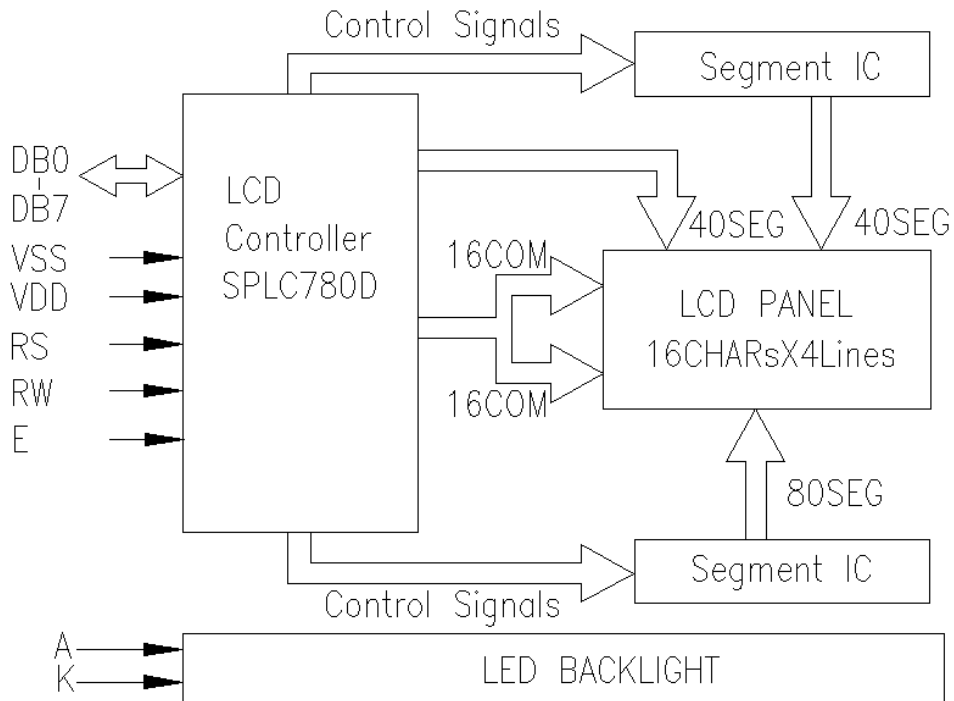 Control Signals
Segment IC
DB0
-
DB7
LCD
Controller
SPLC780D
VSS
VDD
RS
RW
E
40SEG
40SEG
16COM
16COM
LCD PANEL
16CHARsX4Lines
80SEG
Segment IC
Control Signals
A
K
LED BACKLIGHT